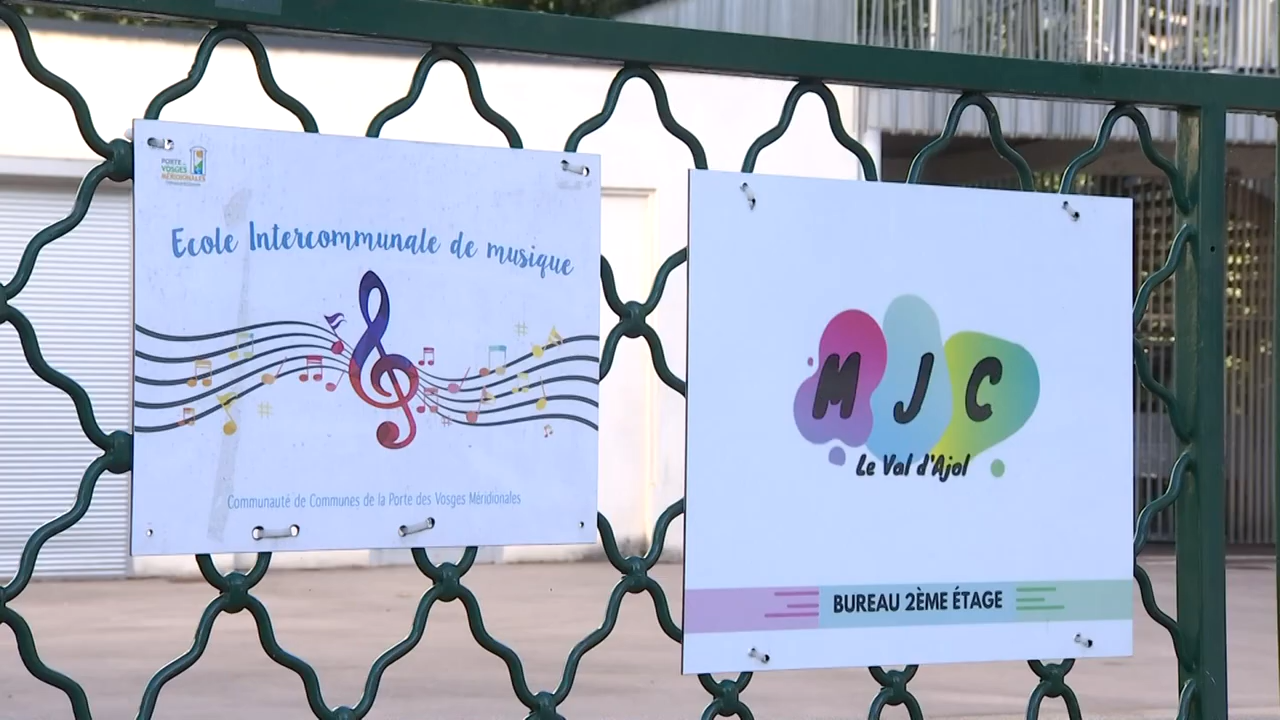 PORTE
DES
VOSGES
MÉRIDIONALES
Ecole Intercommunale de musique
Communauté de Communes de la Porte des Vosges Méridionales
MJC
Le Val d'Ajol
BUREAU 2ÈME ÉTAGE